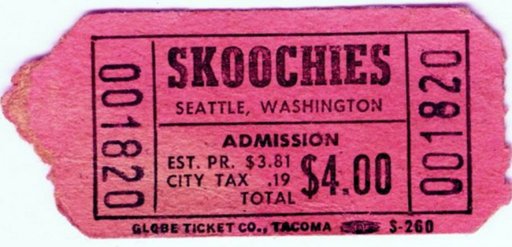 001820
SKOOCHIES
SEATTLE, WASHINGTON
ADMISSION
EST. PR. $3.81
CITY TAX .19
TOTAL
$4.00
001820
GLOBE TICKET CO., TACOMA
S-260